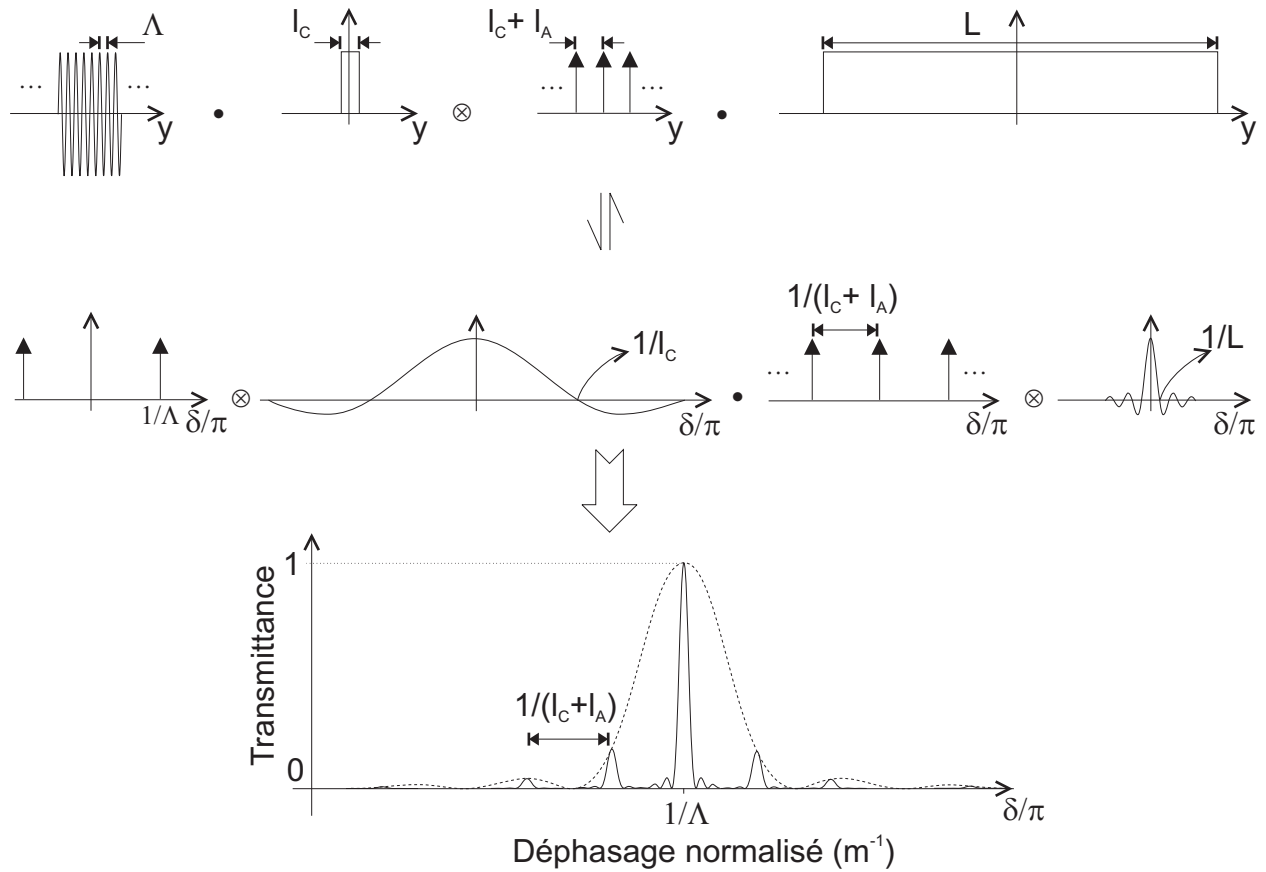 Λ
l_C
l_C + l_A
L
... ...
... ...
y
•
y
⊗
y
•
y
1/(l_C + l_A)
1/l_C
1/L
... ...
1/Λ
δ/π
⊗
δ/π
•
δ/π
⊗
δ/π
Transmittance
1
0
1/(l_C+l_A)
1/Λ
δ/π
Déphasage normalisé (m⁻¹)